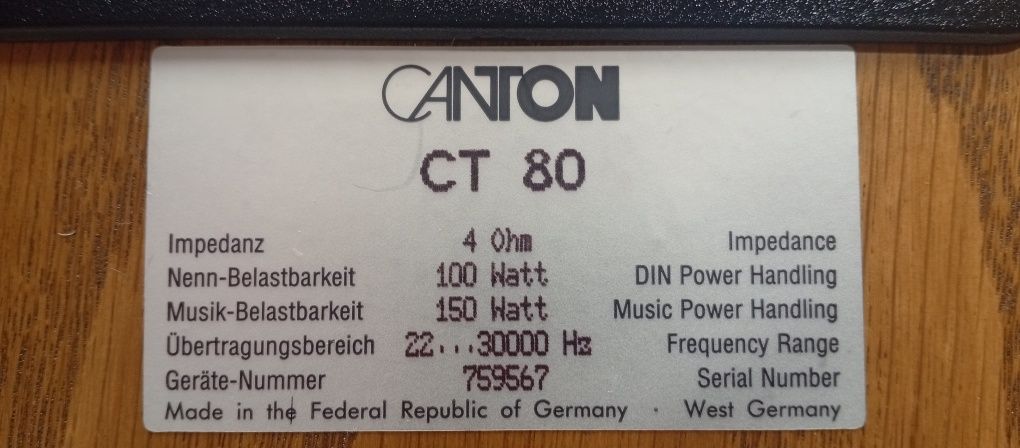 CANTON
CT 80
Impedanz 4 Ohm Impedance
Nenn-Belastbarkeit 100 Watt DIN Power Handling
Musik-Belastbarkeit 150 Watt Music Power Handling
Übertragungsbereich 22...30000 Hz Frequency Range
Geräte-Nummer 759567 Serial Number
Made in the Federal Republic of Germany · West Germany